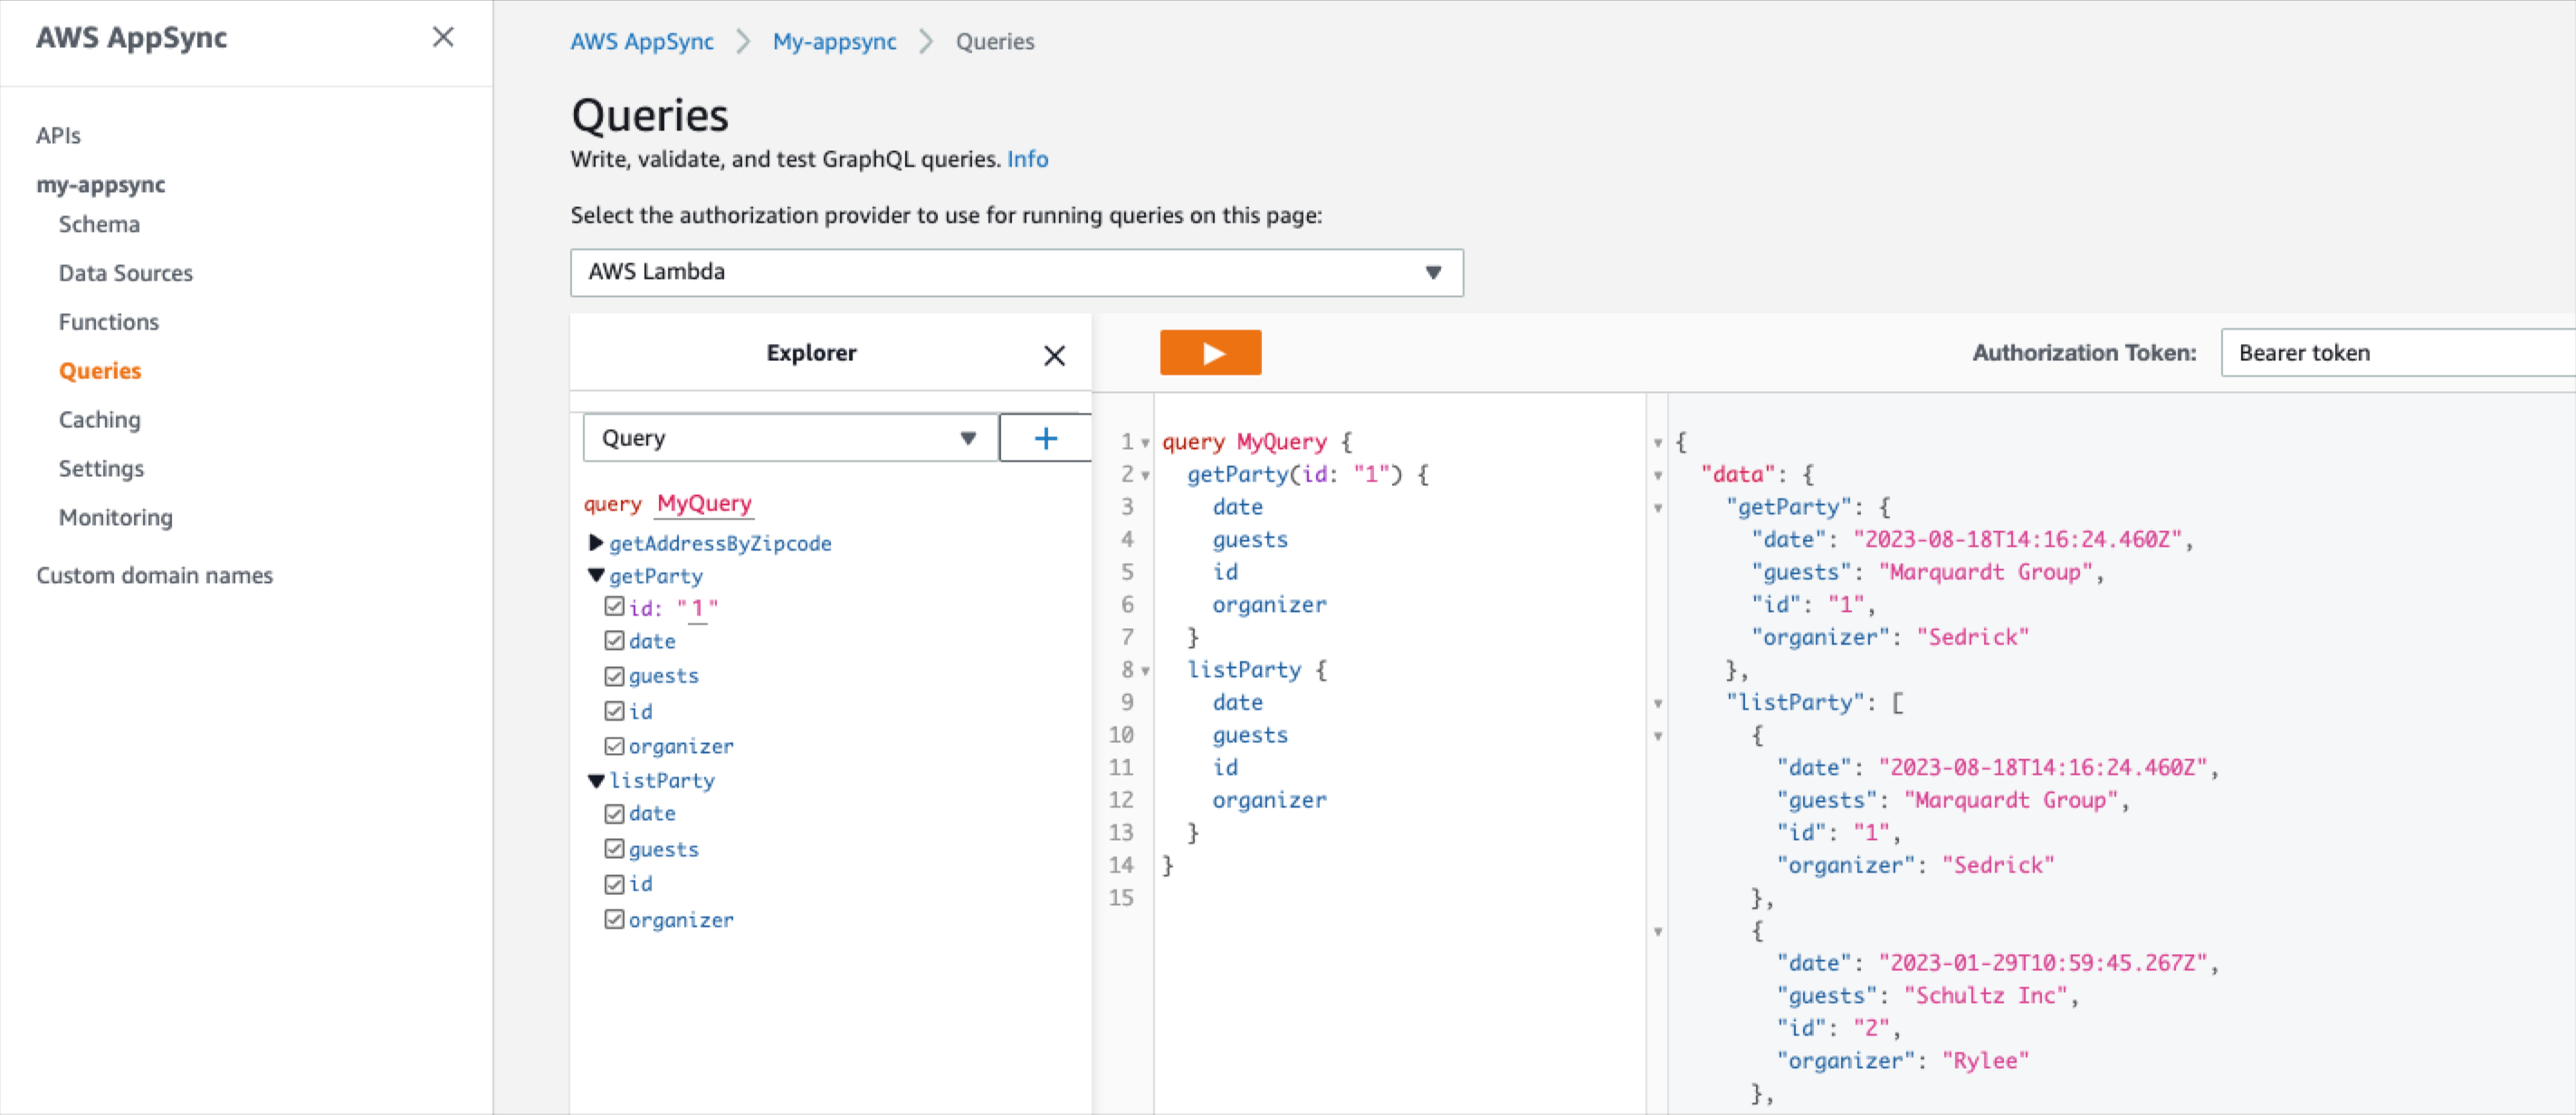 AWS AppSync
APIs
my-appsync
Schema
Data Sources
Functions
Queries
Caching
Settings
Monitoring
Custom domain names
AWS AppSync > My-appsync > Queries
Queries
Write, validate, and test GraphQL queries. Info
Select the authorization provider to use for running queries on this page:
AWS Lambda
Explorer
Query
query MyQuery
getAddressByZipcode
getParty
id: "1"
date
guests
id
organizer
listParty
date
guests
id
organizer
Authorization Token: Bearer token
1 query MyQuery {
2 getParty(id: "1") {
3 date
4 guests
5 id
6 organizer
7 }
8 listParty {
9 date
10 guests
11 id
12 organizer
13 }
14 }
15
{
"data": {
"getParty": {
"date": "2023-08-18T14:16:24.460Z",
"guests": "Marquardt Group",
"id": "1",
"organizer": "Sedrick"
},
"listParty": [
{
"date": "2023-08-18T14:16:24.460Z",
"guests": "Marquardt Group",
"id": "1",
"organizer": "Sedrick"
},
{
"date": "2023-01-29T10:59:45.267Z",
"guests": "Schultz Inc",
"id": "2",
"organizer": "Rylee"
},